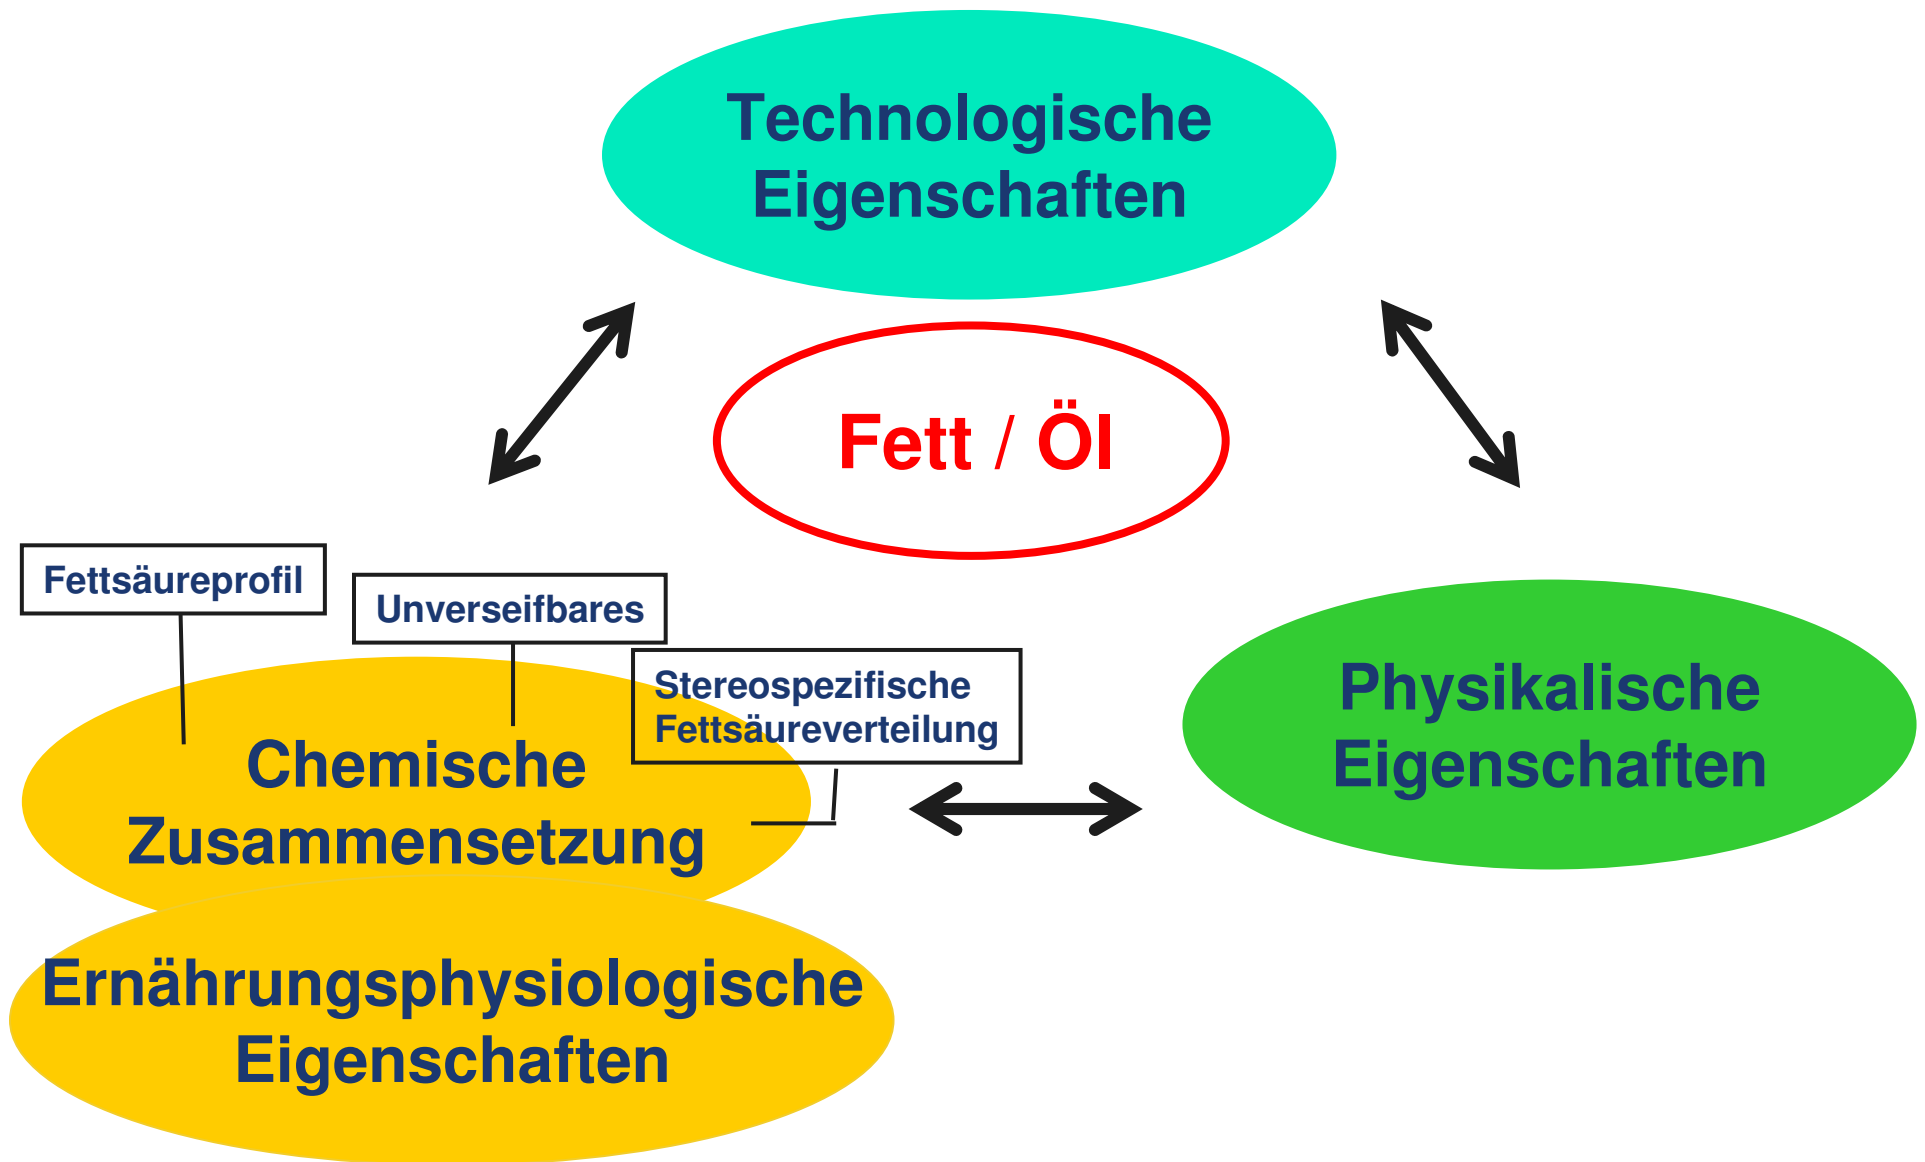 Technologische
Eigenschaften
Fett / Öl
Fettsäureprofil
Unverseifbares
Stereospezifische
Fettsäureverteilung
Chemische
Zusammensetzung
Physikalische
Eigenschaften
Ernährungsphysiologische
Eigenschaften